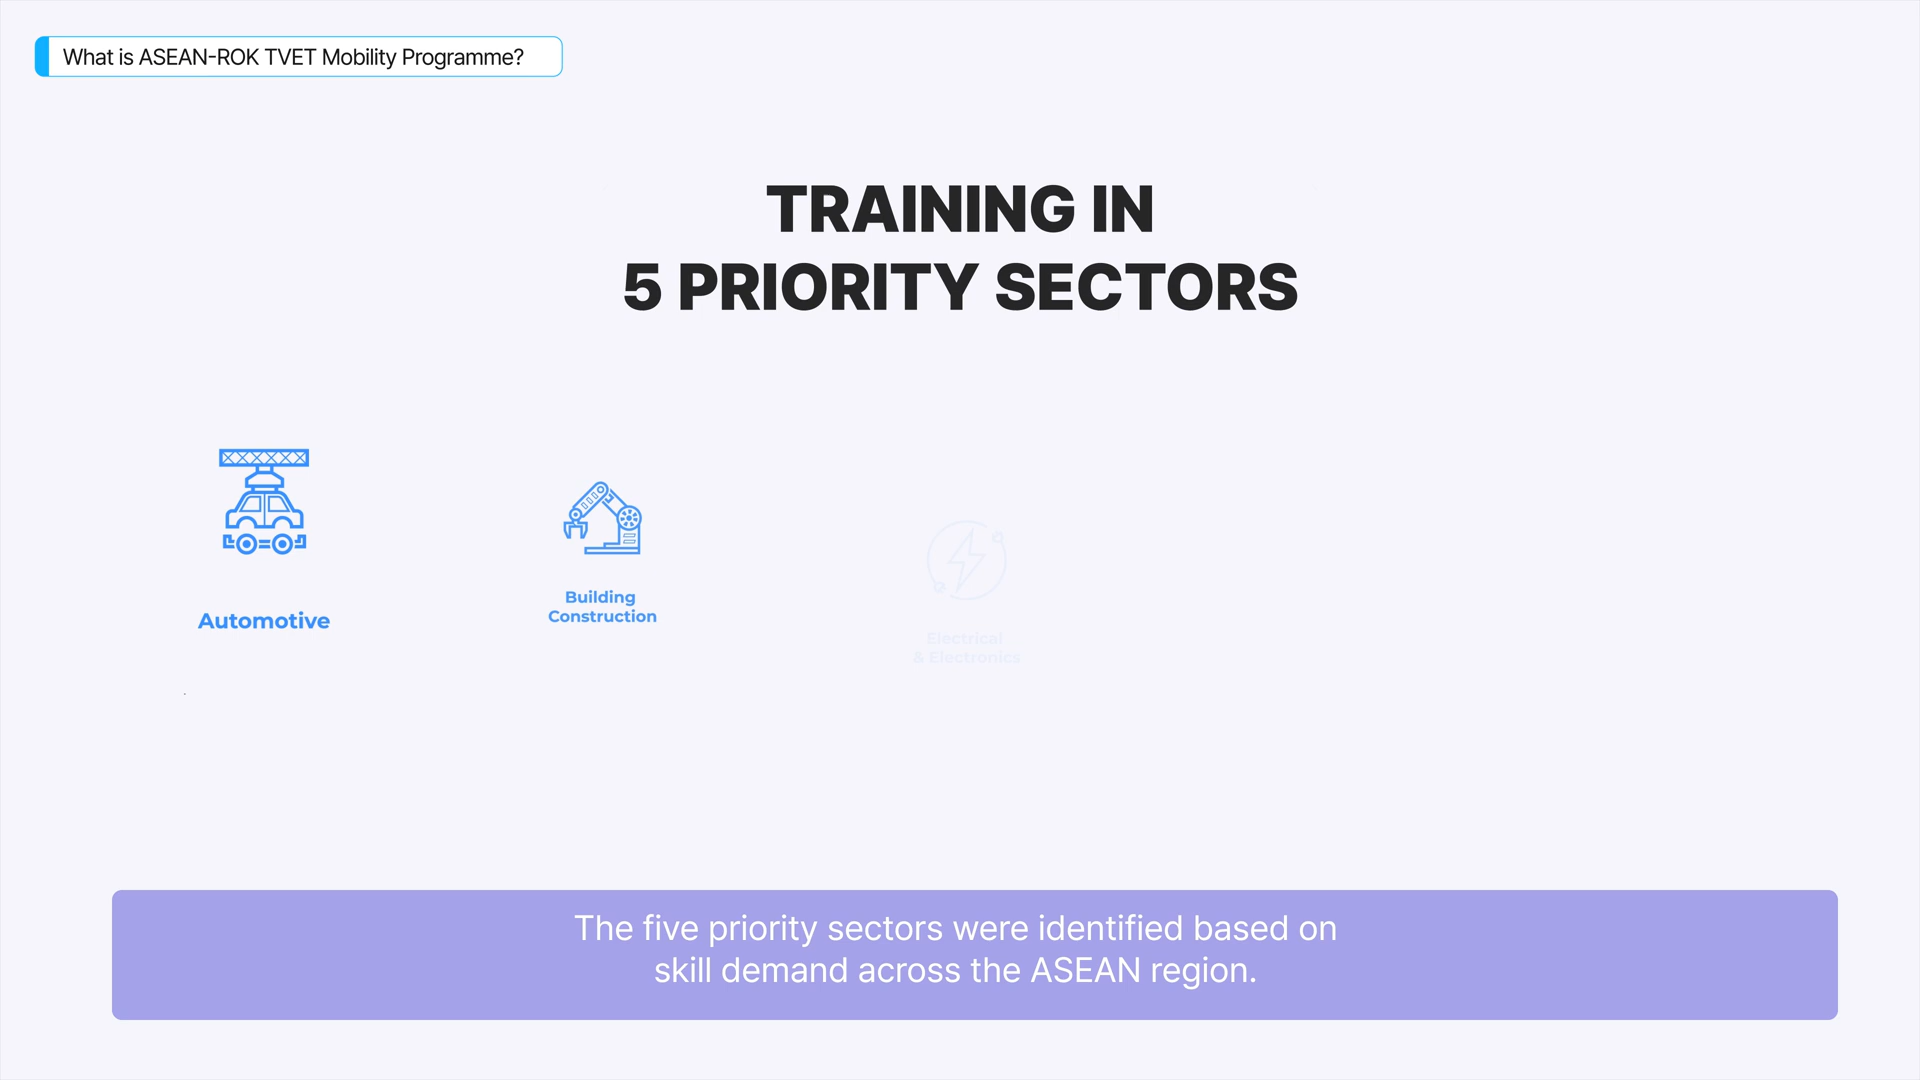 What is ASEAN-ROK TVET Mobility Programme?
TRAINING IN
5 PRIORITY SECTORS
Automotive
Building
Construction
Electrical
& Electronics
The five priority sectors were identified based on
skill demand across the ASEAN region.